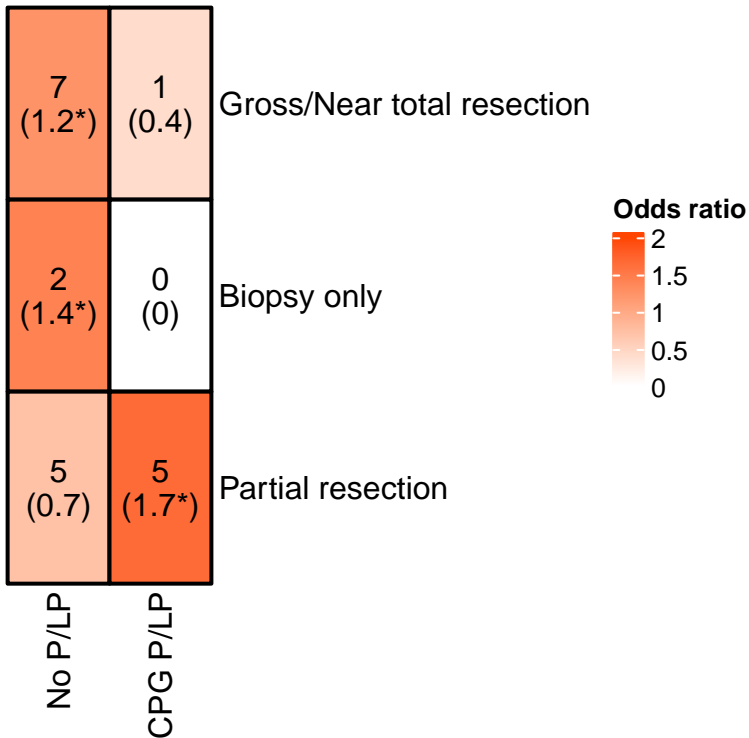 7
(1.2*)
1
(0.4)
Gross/Near total resection
2
(1.4*)
0
(0)
Biopsy only
5
(0.7)
5
(1.7*)
Partial resection
No P/LP
CPG P/LP
Odds ratio
2
1.5
1
0.5
0